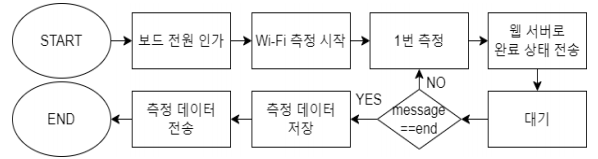 START
보드 전원 인가
Wi-Fi 측정 시작
1번 측정
웹 서버로
완료 상태 전송
대기
message
==end
NO
YES
측정 데이터
저장
측정 데이터
전송
END